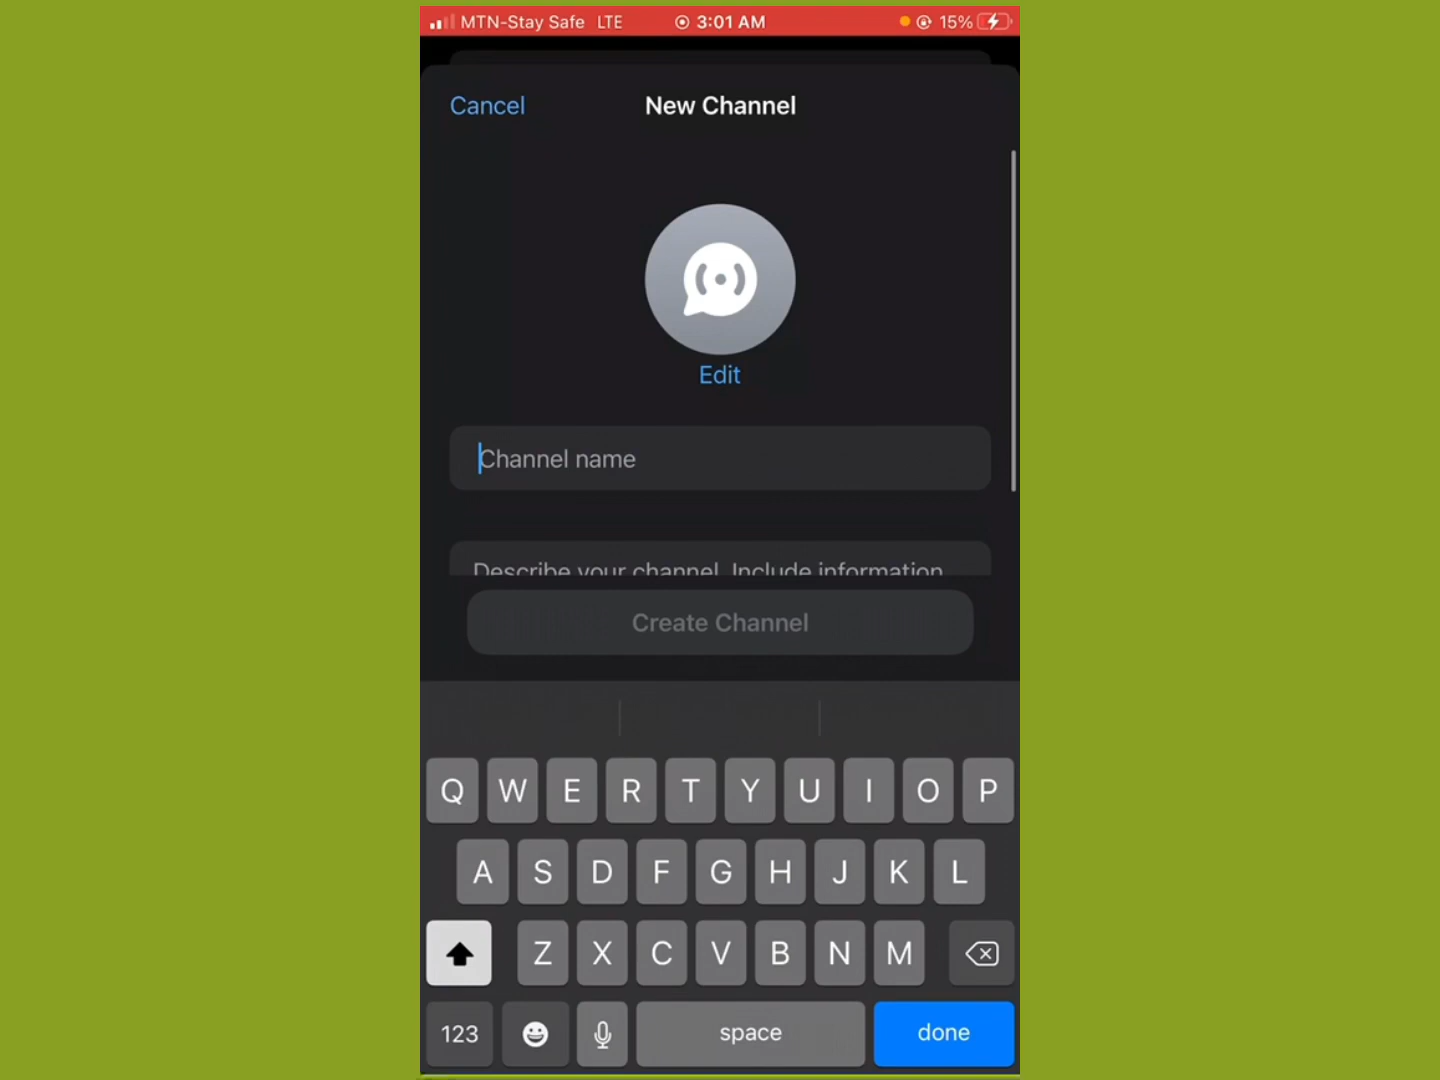 MTN-Stay Safe LTE 3:01 AM 15%
Cancel New Channel
Edit
Channel name
Describe your channel. Include information
Create Channel
Q W E R T Y U I O P
A S D F G H J K L
Z X C V B N M
123 space done